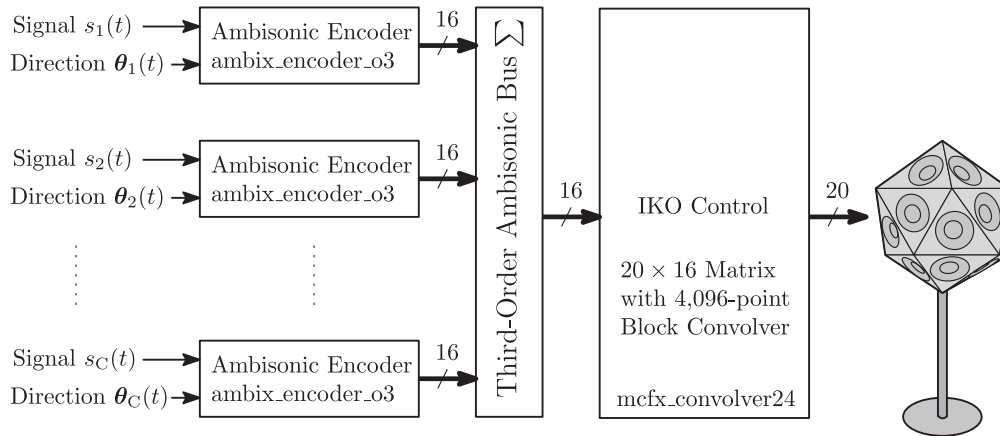 Signal s₁(t)
Direction θ₁(t)
Ambisonic Encoder
ambix_encoder_o3
16
Signal s₂(t)
Direction θ₂(t)
Ambisonic Encoder
ambix_encoder_o3
16
Signal s_C(t)
Direction θ_C(t)
Ambisonic Encoder
ambix_encoder_o3
16
Third-Order Ambisonic Bus ∑
16
IKO Control
20 × 16 Matrix
with 4,096-point
Block Convolver
mcfx_convolver24
20